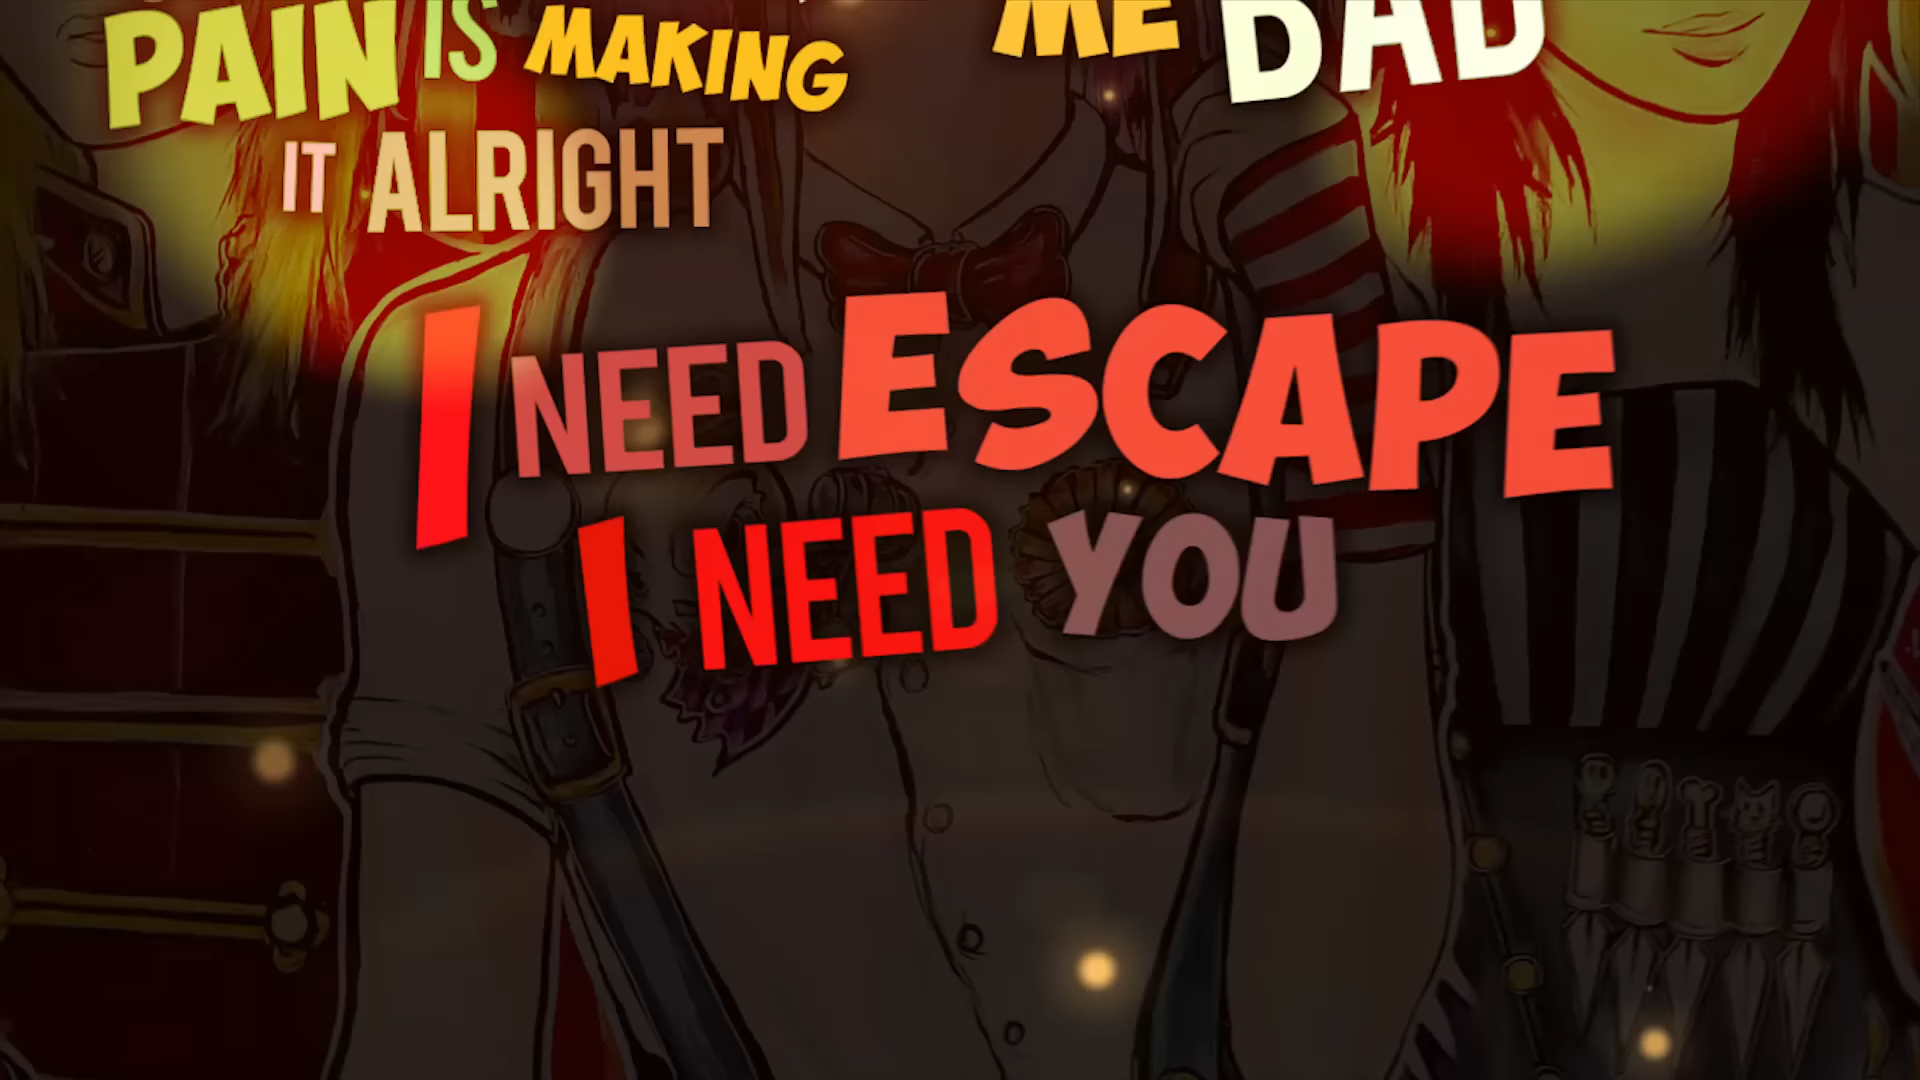 PAIN IS MAKING
IT ALRIGHT
ME BAD
I NEED ESCAPE
I NEED YOU